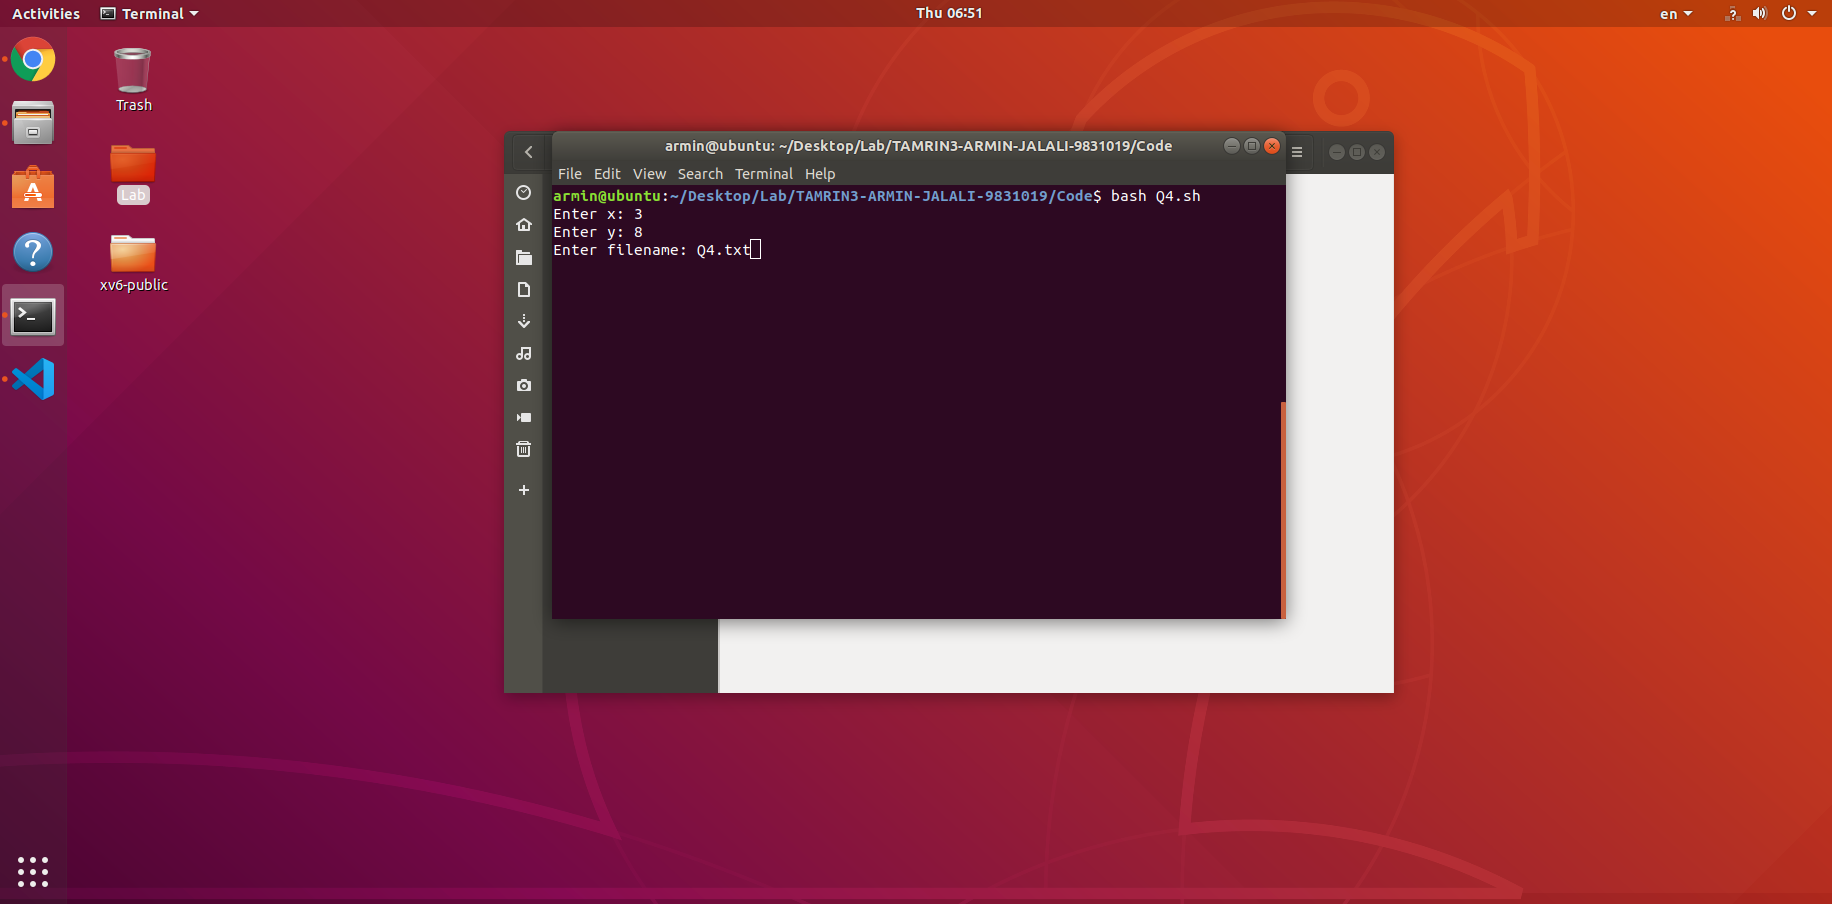 Activities Terminal Thu 06:51 en
Trash
Lab
xv6-public
armin@ubuntu: ~/Desktop/Lab/TAMRIN3-ARMIN-JALALI-9831019/Code
File Edit View Search Terminal Help
armin@ubuntu:~/Desktop/Lab/TAMRIN3-ARMIN-JALALI-9831019/Code$ bash Q4.sh
Enter x: 3
Enter y: 8
Enter filename: Q4.txt